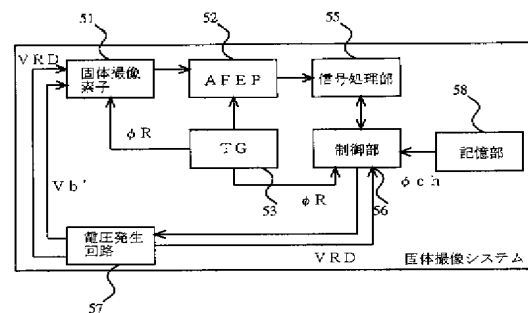 51
52
55
VRD
固体撮像
素子
AFEP
信号処理部
58
φR
TG
制御部
記憶部
Vb'
53
φR
56
φch
電圧発生
回路
VRD
固体撮像システム
57